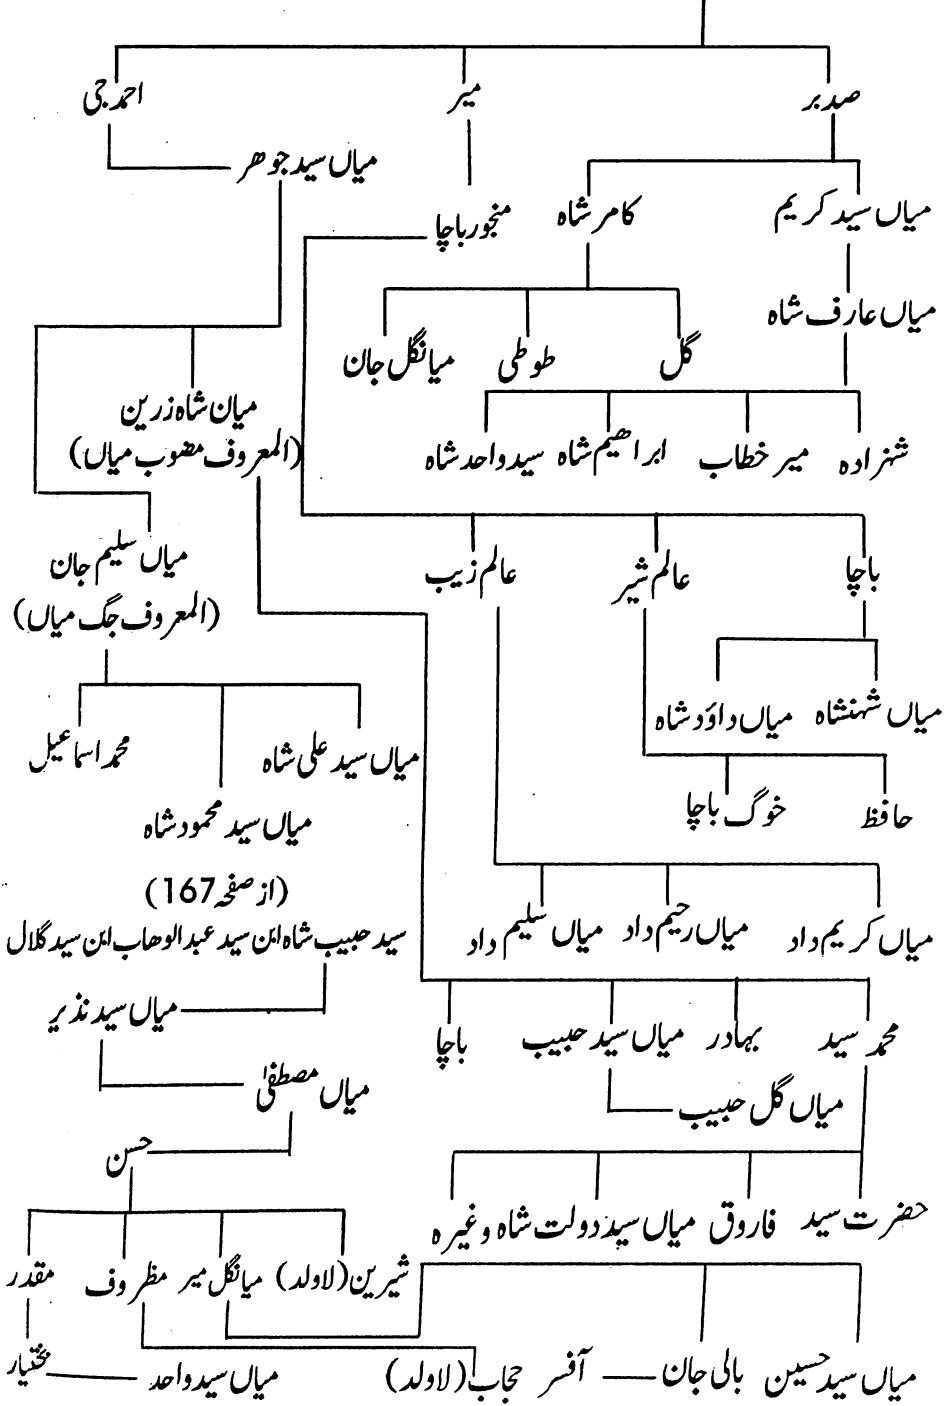 صدبر میر احمد جی
میاں سید جوھر
میاں سید کریم کامر شاہ منجور باچا
میاں عارف شاہ
گل طوطی میانگل جان
میان شاہ زرین
شہزادہ میر خطاب ابراھیم شاہ سید واحد شاہ (المعروف مضوب میاں)
باچا عالم شیر عالم زیب میاں سلیم جان
(المعروف جگ میاں)
میاں شہنشاہ میاں داؤد شاہ
میاں سید علی شاہ محمد اسماعیل
حافظ خوگ باچا میاں سید محمود شاہ
(از صفحہ 167)
میاں کریم داد میاں رحیم داد میاں سلیم داد سید حبیب شاہ ابن سید عبدالوھاب ابن سید گلال
میاں سید نذیر
محمد سید بہادر میاں سید حبیب باچا
میاں گل حبیب میاں مصطفیٰ
حسن
حضرت سید فاروق میاں سید دولت شاہ وغیرہ
شیرین (لاولد) میانگل میر مظروف مقدر
میاں سید حسین بالی جان آفسر حجاب (لاولد) میاں سید واحد بختیار